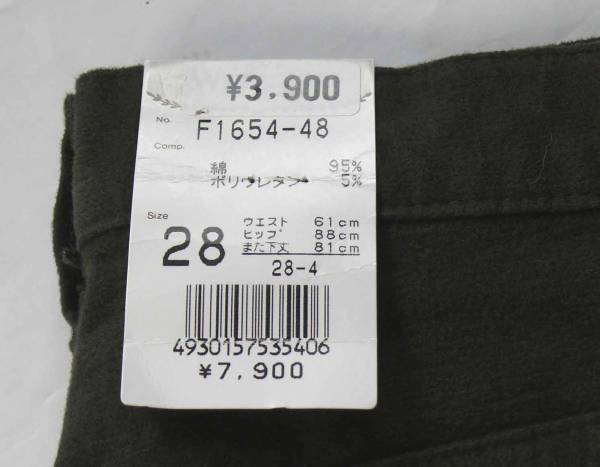 ¥3,900
No. F1654-48
Comp.
綿 95%
ポリウレタン 5%
Size
28
ウエスト 61cm
ヒップ 88cm
また下丈 81cm
28-4
4930157535406
¥7,900